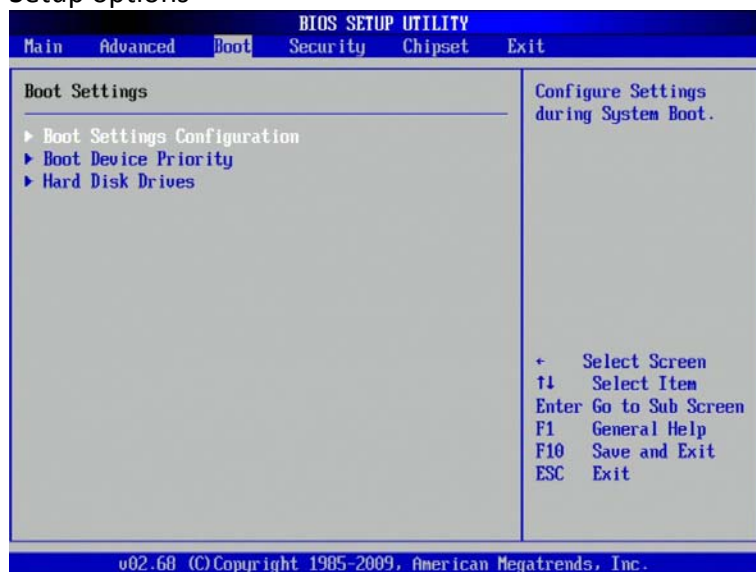 Setup options
BIOS SETUP UTILITY
Main Advanced Boot Security Chipset Exit
Boot Settings
▶ Boot Settings Configuration
▶ Boot Device Priority
▶ Hard Disk Drives
Configure Settings
during System Boot.
← Select Screen
↑↓ Select Item
Enter Go to Sub Screen
F1 General Help
F10 Save and Exit
ESC Exit
v02.68 (C)Copyright 1985-2009, American Megatrends, Inc.